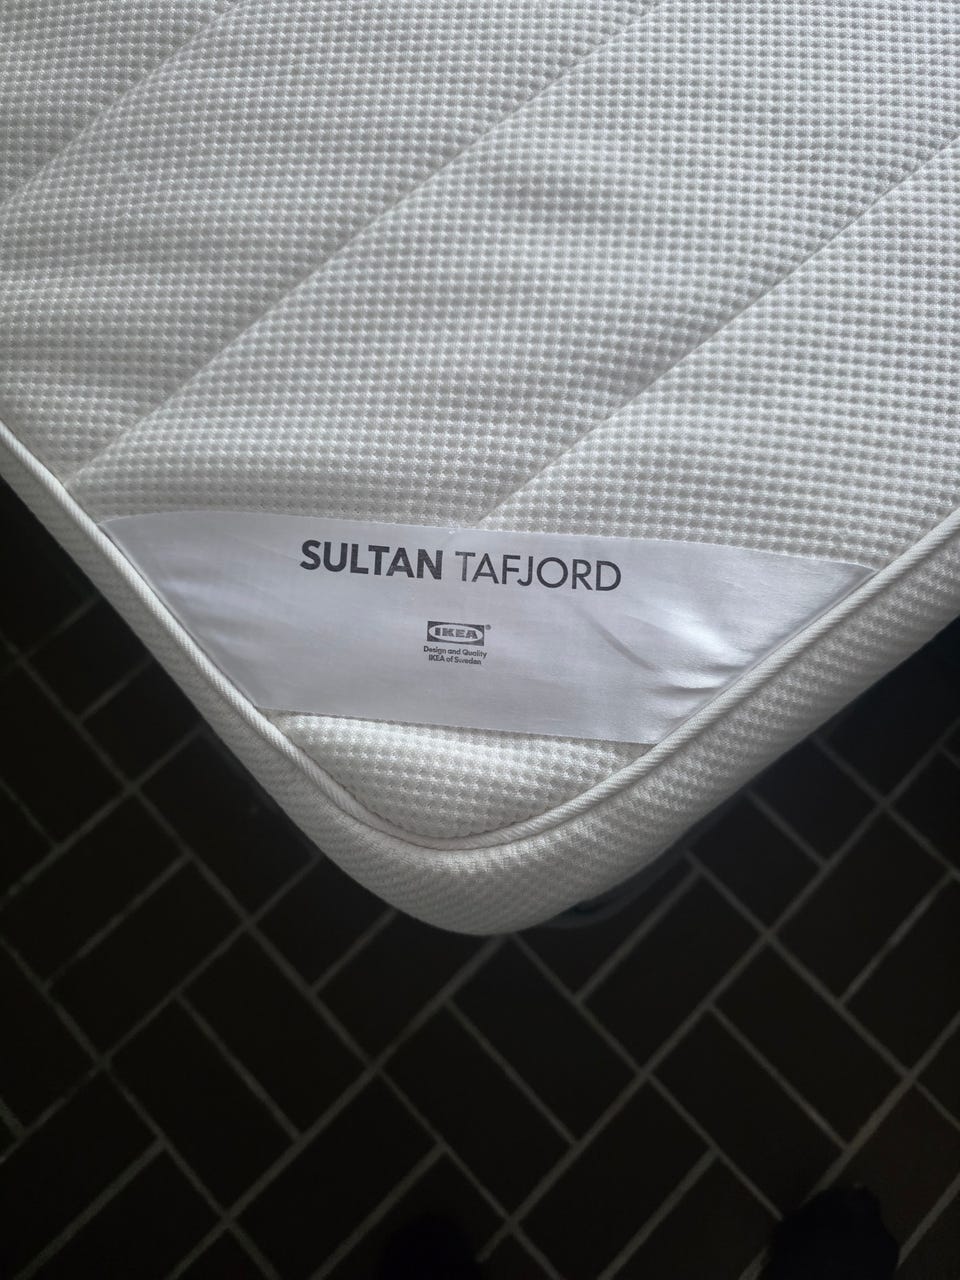 SULTAN TAFJORD
IKEA®
Design and Quality
IKEA of Sweden